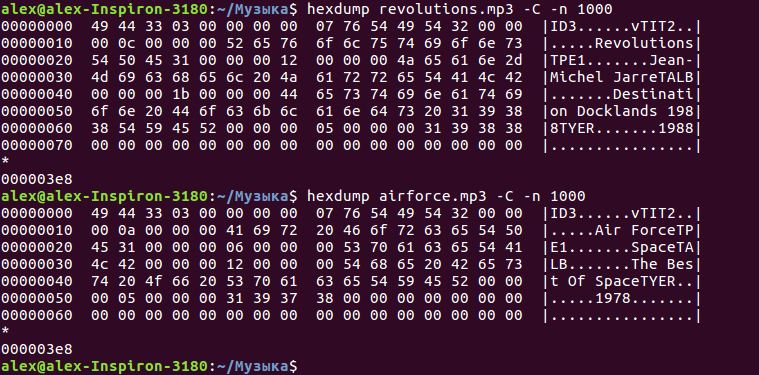 alex@alex-Inspiron-3180:~/Музыка$ hexdump revolutions.mp3 -C -n 1000
00000000  49 44 33 03 00 00 00 00  07 76 54 49 54 32 00 00  |ID3......vTIT2..|
00000010  00 0c 00 00 00 52 65 76  6f 6c 75 74 69 6f 6e 73  |.....Revolutions|
00000020  54 50 45 31 00 00 00 12  00 00 00 4a 65 61 6e 2d  |TPE1.......Jean-|
00000030  4d 69 63 68 65 6c 20 4a  61 72 72 65 54 41 4c 42  |Michel JarreTALB|
00000040  00 00 00 1b 00 00 00 44  65 73 74 69 6e 61 74 69  |.......Destinati|
00000050  6f 6e 20 44 6f 63 6b 6c  61 6e 64 73 20 31 39 38  |on Docklands 198|
00000060  38 54 59 45 52 00 00 00  05 00 00 00 31 39 38 38  |8TYER.......1988|
00000070  00 00 00 00 00 00 00 00  00 00 00 00 00 00 00 00  |................|
*
000003e8
alex@alex-Inspiron-3180:~/Музыка$ hexdump airforce.mp3 -C -n 1000
00000000  49 44 33 03 00 00 00 00  07 76 54 49 54 32 00 00  |ID3......vTIT2..|
00000010  00 0a 00 00 00 41 69 72  20 46 6f 72 63 65 54 50  |.....Air ForceTP|
00000020  45 31 00 00 00 06 00 00  00 53 70 61 63 65 54 41  |E1.......SpaceTA|
00000030  4c 42 00 00 00 12 00 00  00 54 68 65 20 42 65 73  |LB.......The Bes|
00000040  74 20 4f 66 20 53 70 61  63 65 54 59 45 52 00 00  |t Of SpaceTYER..|
00000050  00 05 00 00 00 31 39 37  38 00 00 00 00 00 00 00  |.....1978.......|
00000060  00 00 00 00 00 00 00 00  00 00 00 00 00 00 00 00  |................|
*
000003e8
alex@alex-Inspiron-3180:~/Музыка$